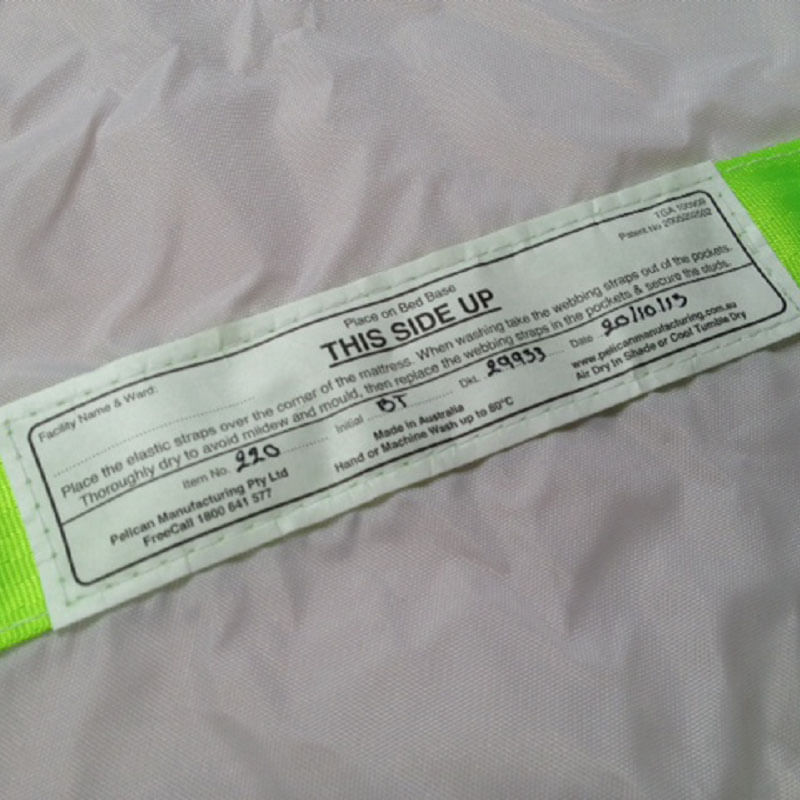 Patent No 200520202
Place on Bed Base
THIS SIDE UP
Facility Name & Ward:
Place the elastic straps over the corner of the mattress. When washing take the webbing straps out of the pockets.
Thoroughly dry to avoid mildew and mould, then replace the webbing straps in the pockets & secure the studs.
Item No. 220 Initial BT Dkt. 29933 Date 20/10/13
Pelican Manufacturing Pty Ltd Made in Australia www.pelicanmanufacturing.com.au
FreeCall 1800 641 577 Hand or Machine Wash up to 80°C Air Dry In Shade or Cool Tumble Dry